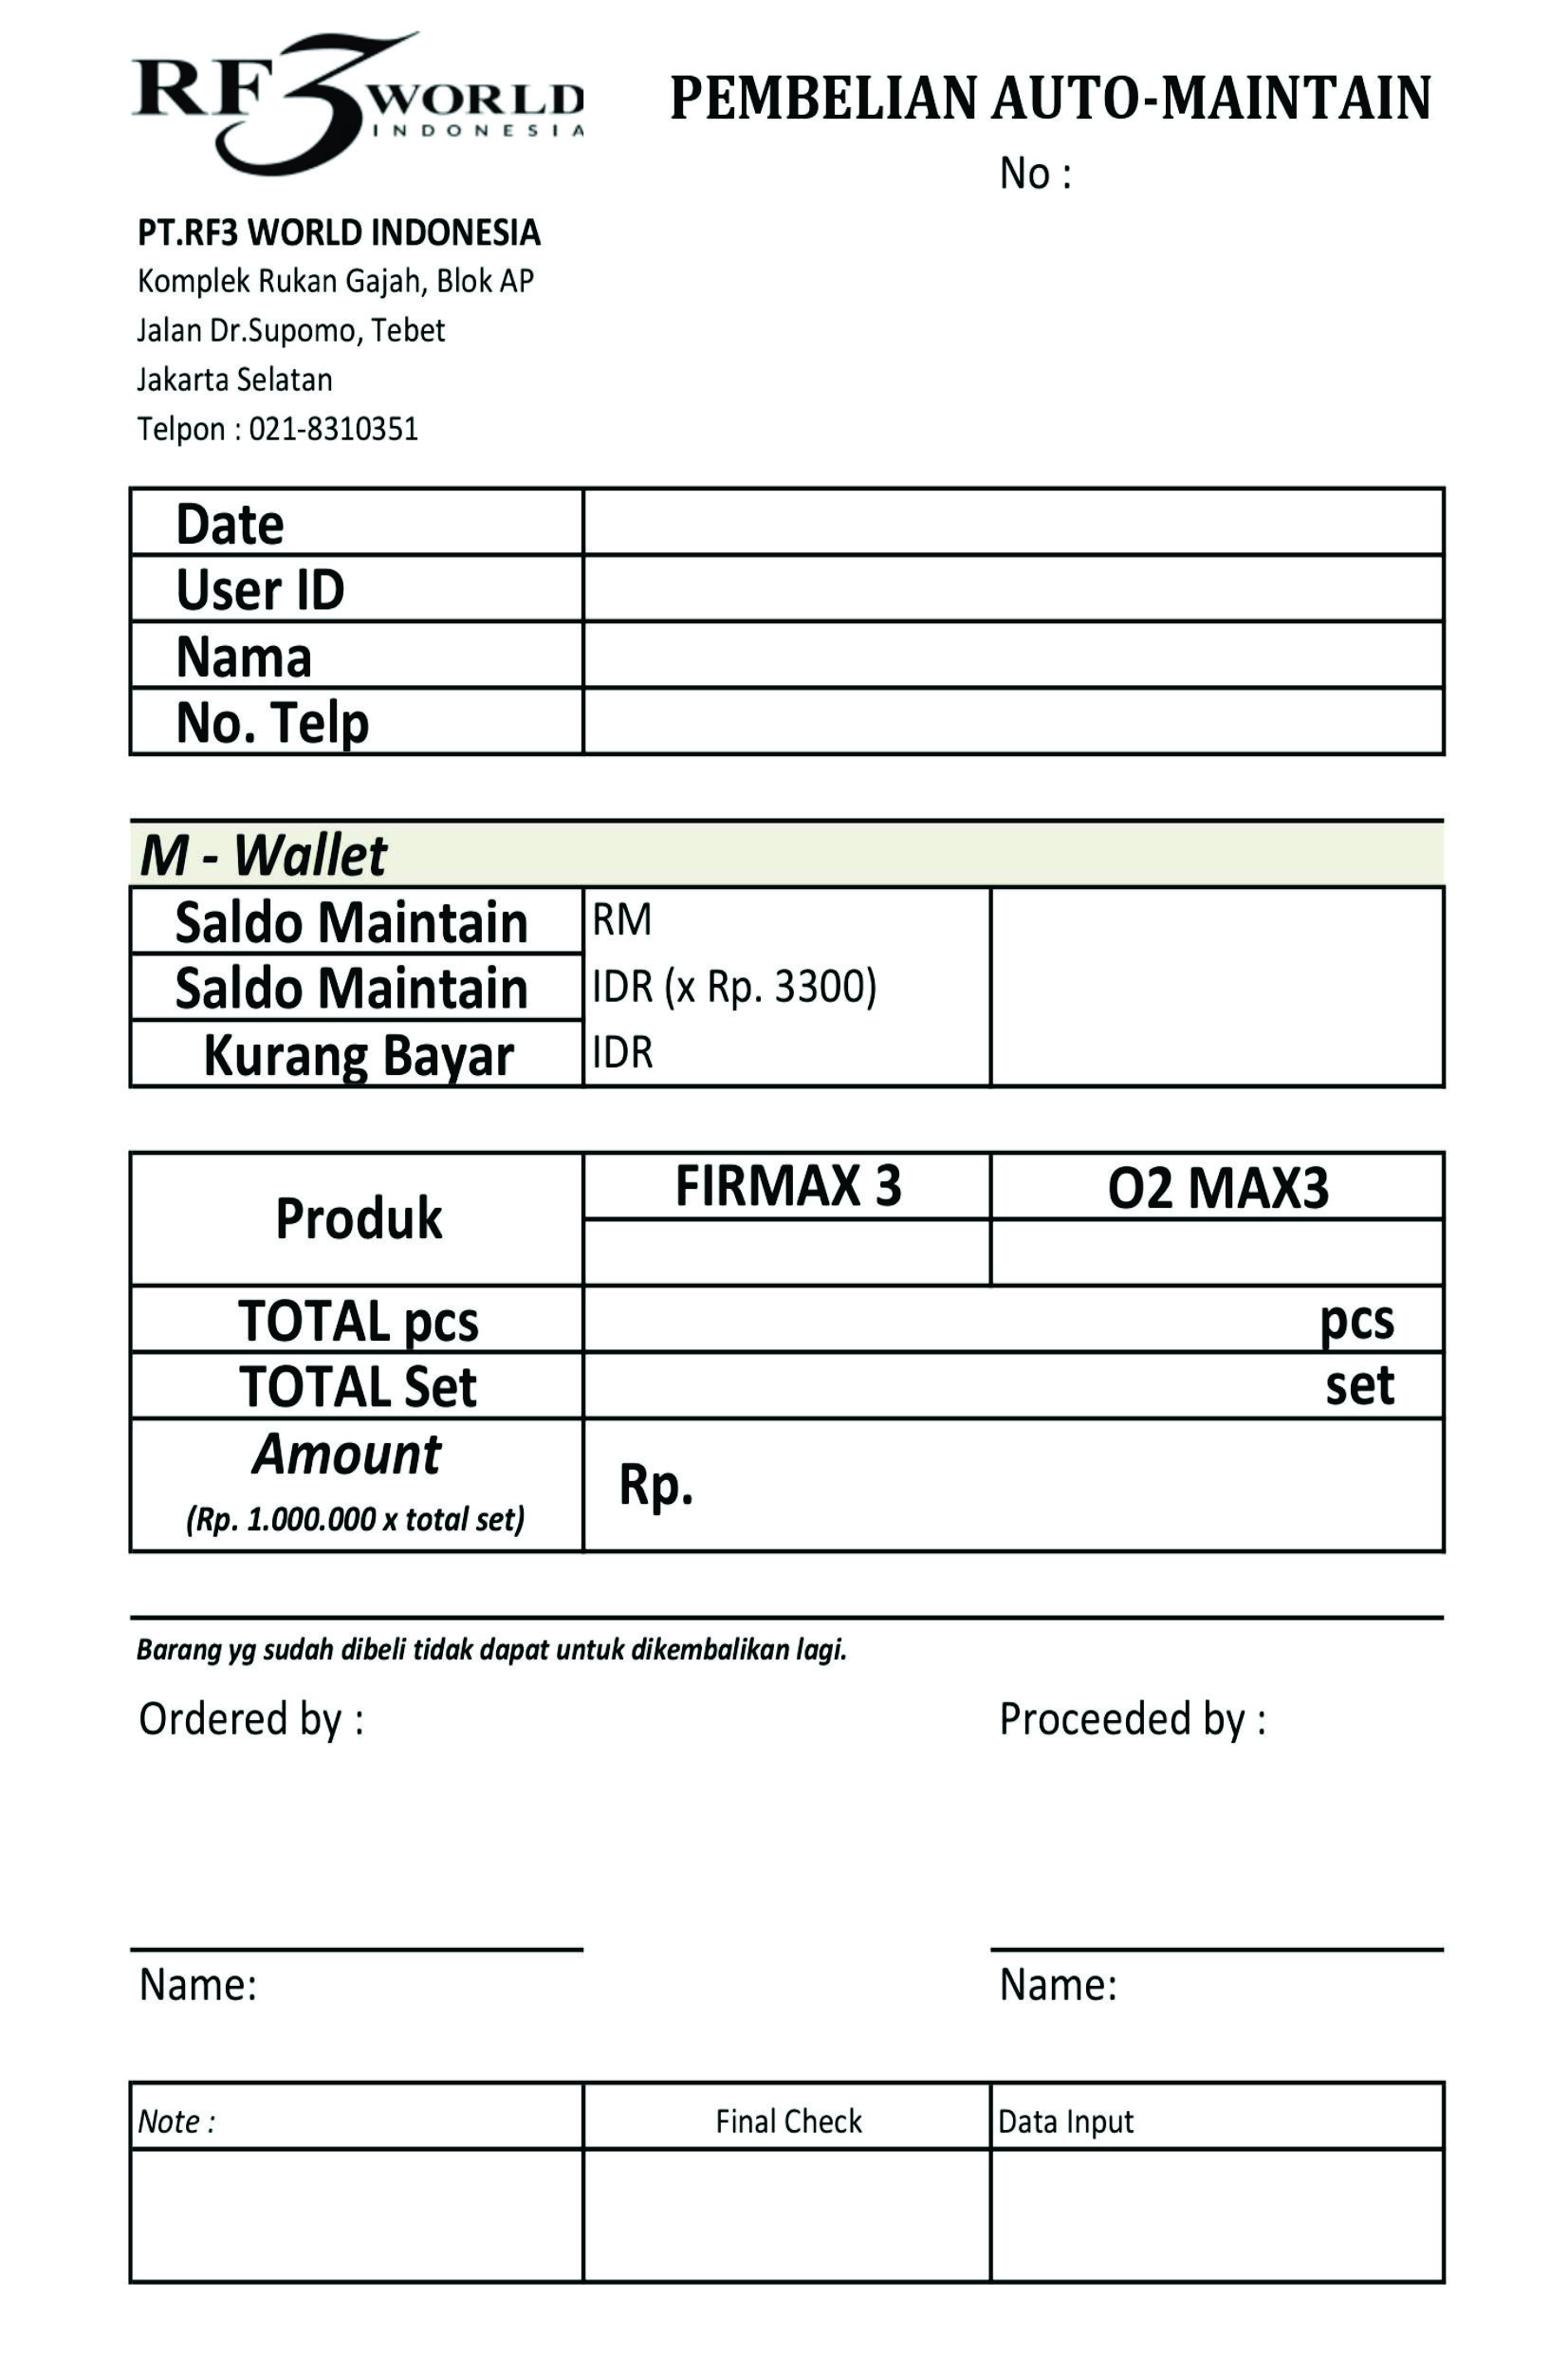 RF3 WORLD
INDONESIA
PEMBELIAN AUTO-MAINTAIN
No :
PT.RF3 WORLD INDONESIA
Komplek Rukan Gajah, Blok AP
Jalan Dr.Supomo, Tebet
Jakarta Selatan
Telpon : 021-8310351
Date
User ID
Nama
No. Telp
M - Wallet
Saldo Maintain RM
Saldo Maintain IDR (x Rp. 3300)
Kurang Bayar IDR
Produk FIRMAX 3 O2 MAX3
TOTAL pcs pcs
TOTAL Set set
Amount
(Rp. 1.000.000 x total set) Rp.
Barang yg sudah dibeli tidak dapat untuk dikembalikan lagi.
Ordered by : Proceeded by :
Name: Name:
Note : Final Check Data Input